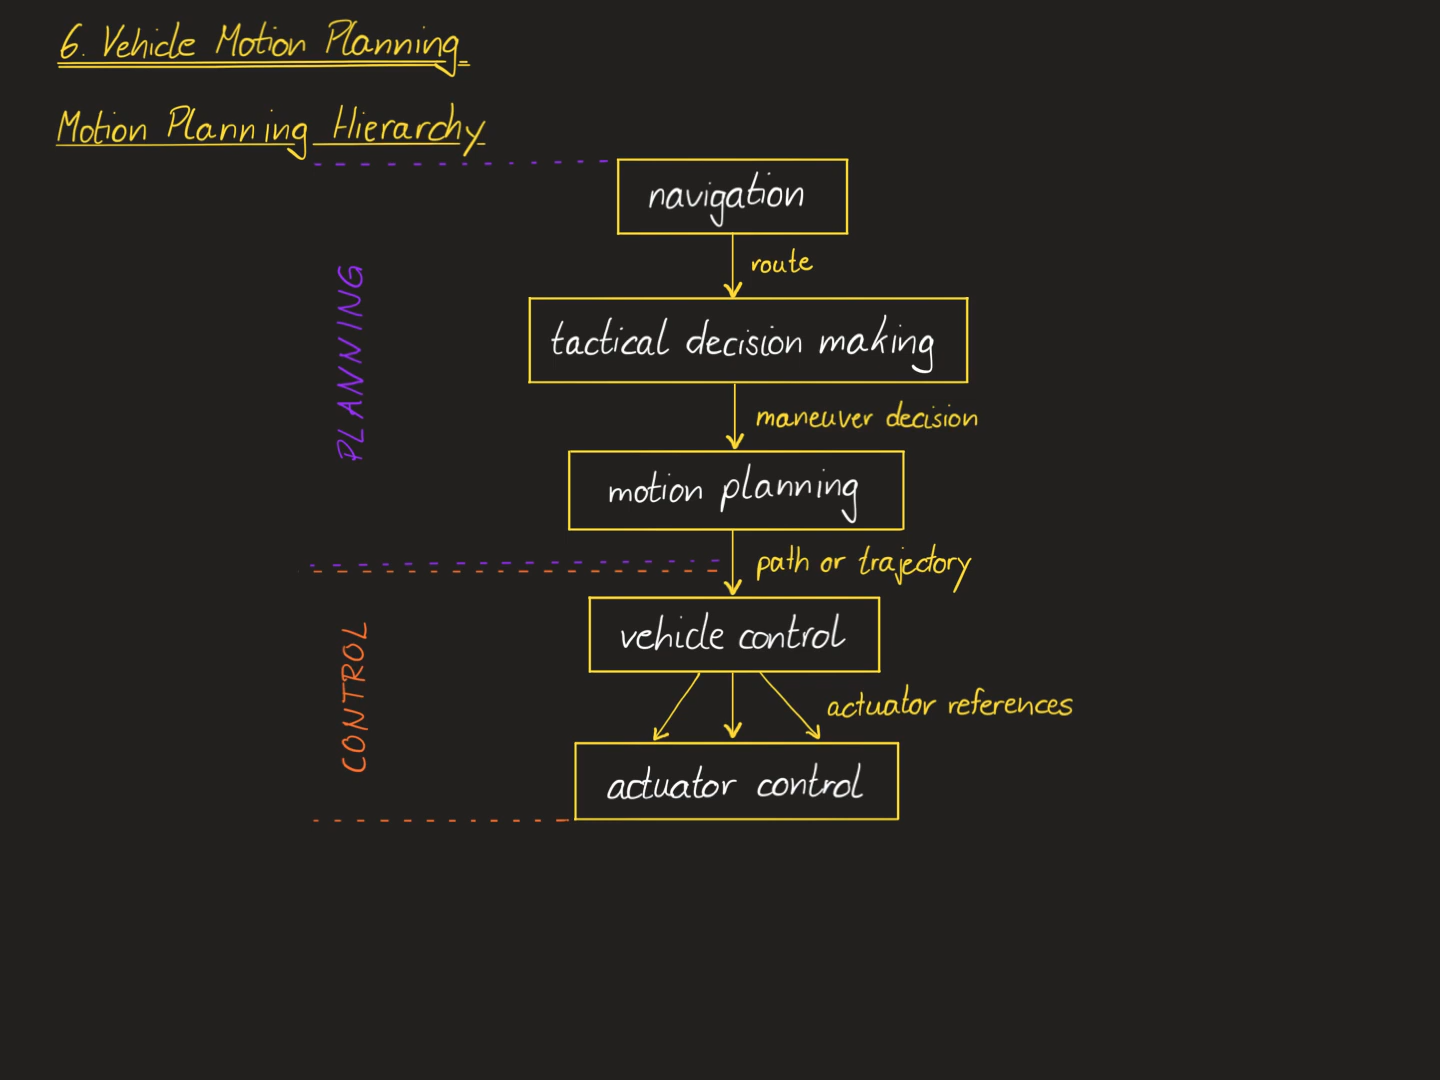 6. Vehicle Motion Planning
Motion Planning Hierarchy
navigation
route
tactical decision making
maneuver decision
motion planning
path or trajectory
vehicle control
actuator references
actuator control
PLANNING
CONTROL